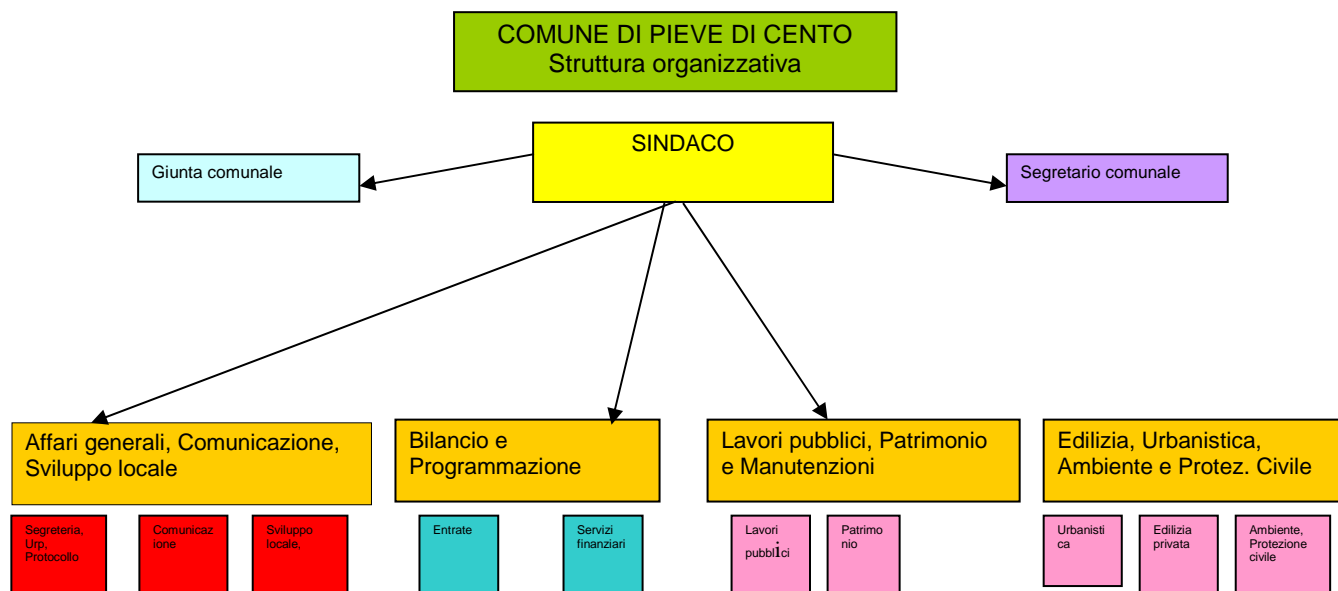 COMUNE DI PIEVE DI CENTO
Struttura organizzativa
SINDACO
Giunta comunale
Segretario comunale
Affari generali, Comunicazione,
Sviluppo locale
Bilancio e
Programmazione
Lavori pubblici, Patrimonio
e Manutenzioni
Edilizia, Urbanistica,
Ambiente e Protez. Civile
Segreteria,
Urp,
Protocollo
Comunicaz
ione
Sviluppo
locale,
Entrate
Servizi
finanziari
Lavori
pubblici
Patrimo
nio
Urbanisti
ca
Edilizia
privata
Ambiente,
Protezione
civile